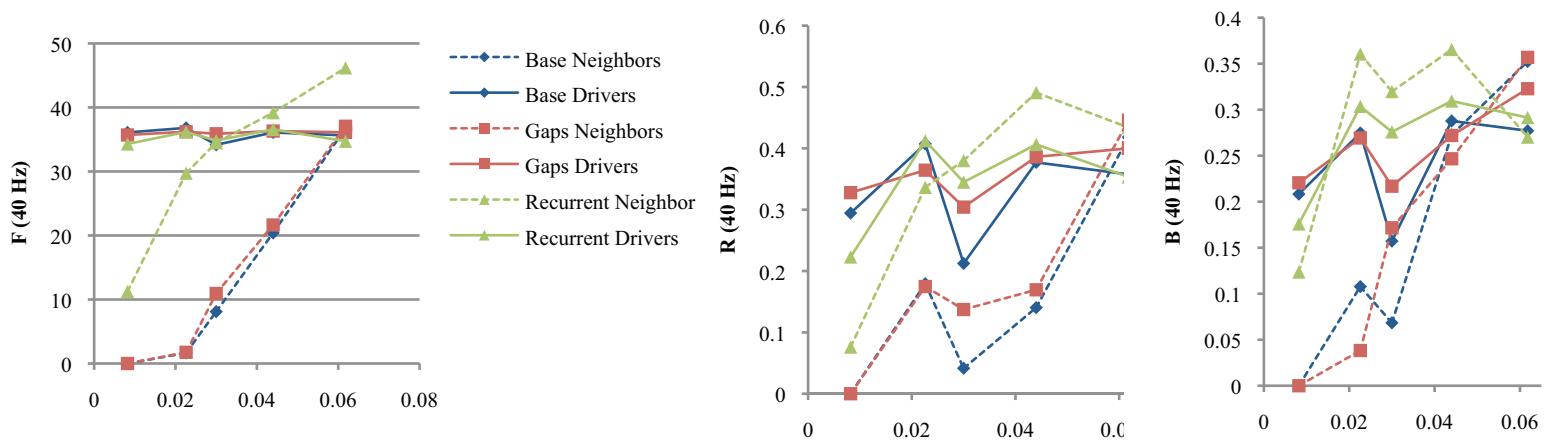 F (40 Hz)
50
40
30
20
10
0
0 0.02 0.04 0.06 0.08
Base Neighbors
Base Drivers
Gaps Neighbors
Gaps Drivers
Recurrent Neighbor
Recurrent Drivers
R (40 Hz)
0.6
0.5
0.4
0.3
0.2
0.1
0
0 0.02 0.04
B (40 Hz)
0.4
0.35
0.3
0.25
0.2
0.15
0.1
0.05
0
0 0.02 0.04 0.06